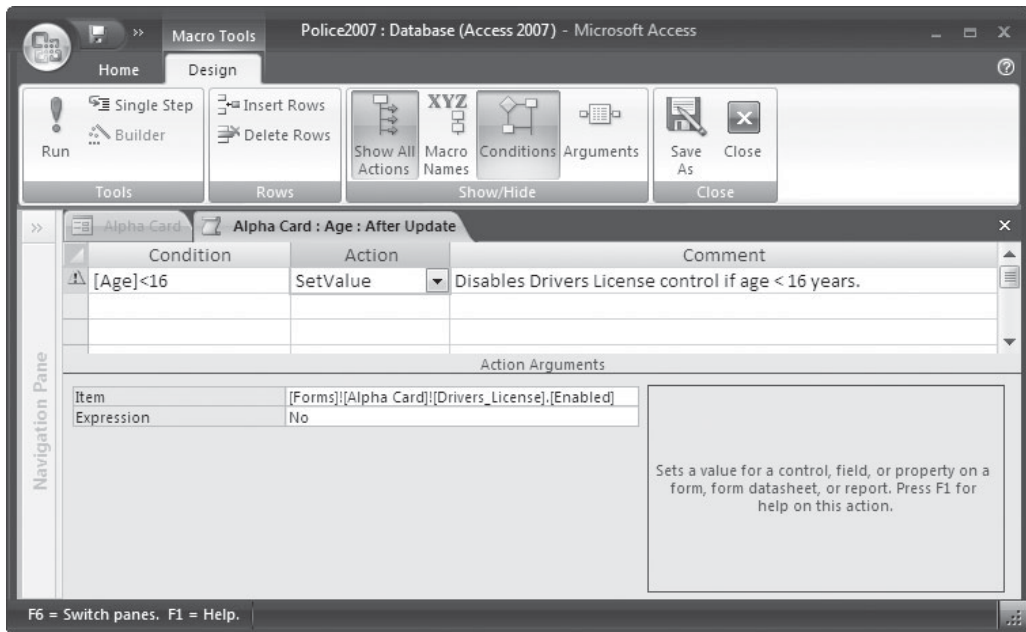 Macro Tools
Police2007 : Database (Access 2007) - Microsoft Access
Home
Design
Run
Single Step
Builder
Tools
Insert Rows
Delete Rows
Rows
Show All Actions
XYZ
Macro Names
Conditions
Arguments
Show/Hide
Save As
Close
Close
Alpha Card
Alpha Card : Age : After Update
Condition Action Comment
[Age]<16 SetValue Disables Drivers License control if age < 16 years.
Action Arguments
Item [Forms]![Alpha Card]![Drivers_License].[Enabled]
Expression No
Sets a value for a control, field, or property on a
form, form datasheet, or report. Press F1 for
help on this action.
Navigation Pane
F6 = Switch panes. F1 = Help.